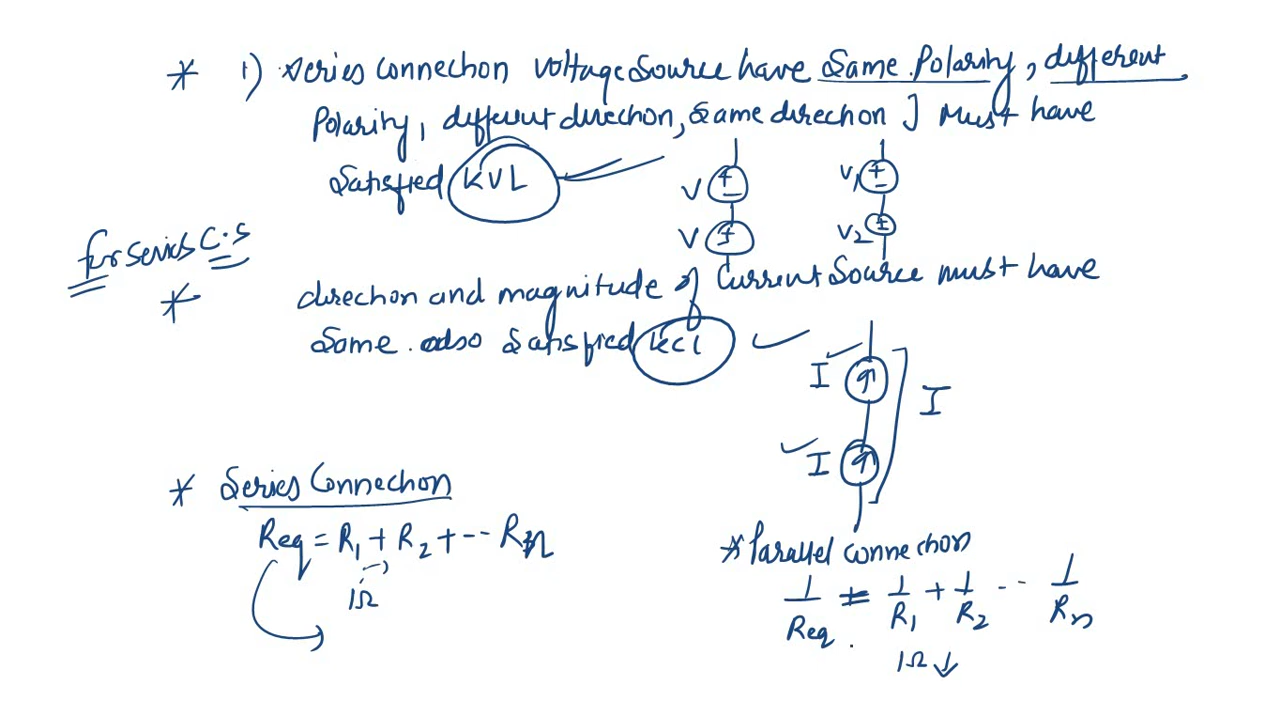 * 1) Series Connection Voltage Source have Same Polarity, different
Polarity, different direction, Same direction ] Must have
Satisfied KVL
V + -
V + -
V1 + -
V2 + -
for series C.S
* direction and magnitude of Current Source must have
Same. also Satisfied KCL
I ↑
I ↑
I
* Series Connection
Req = R1 + R2 + -- Rn
1Ω
* Parallel connection
1/Req = 1/R1 + 1/R2 -- 1/Rn
1Ω ↓